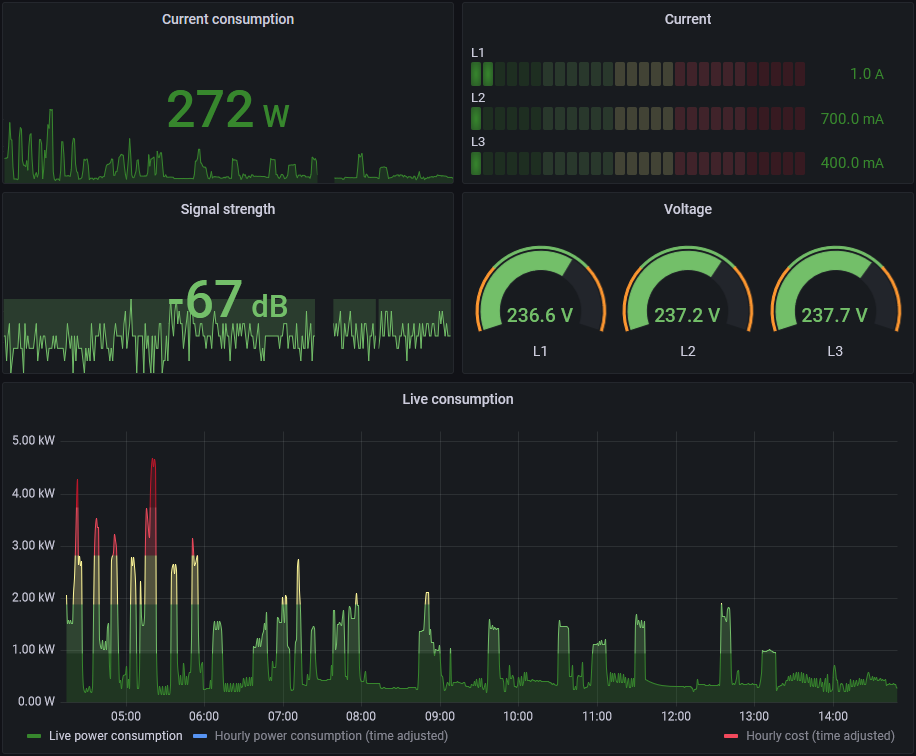 Current consumption
272 W
Current
L1
1.0 A
L2
700.0 mA
L3
400.0 mA
Signal strength
-67 dB
Voltage
236.6 V
237.2 V
237.7 V
L1
L2
L3
Live consumption
5.00 kW
4.00 kW
3.00 kW
2.00 kW
1.00 kW
0.00 W
05:00 06:00 07:00 08:00 09:00 10:00 11:00 12:00 13:00 14:00
Live power consumption Hourly power consumption (time adjusted) Hourly cost (time adjusted)